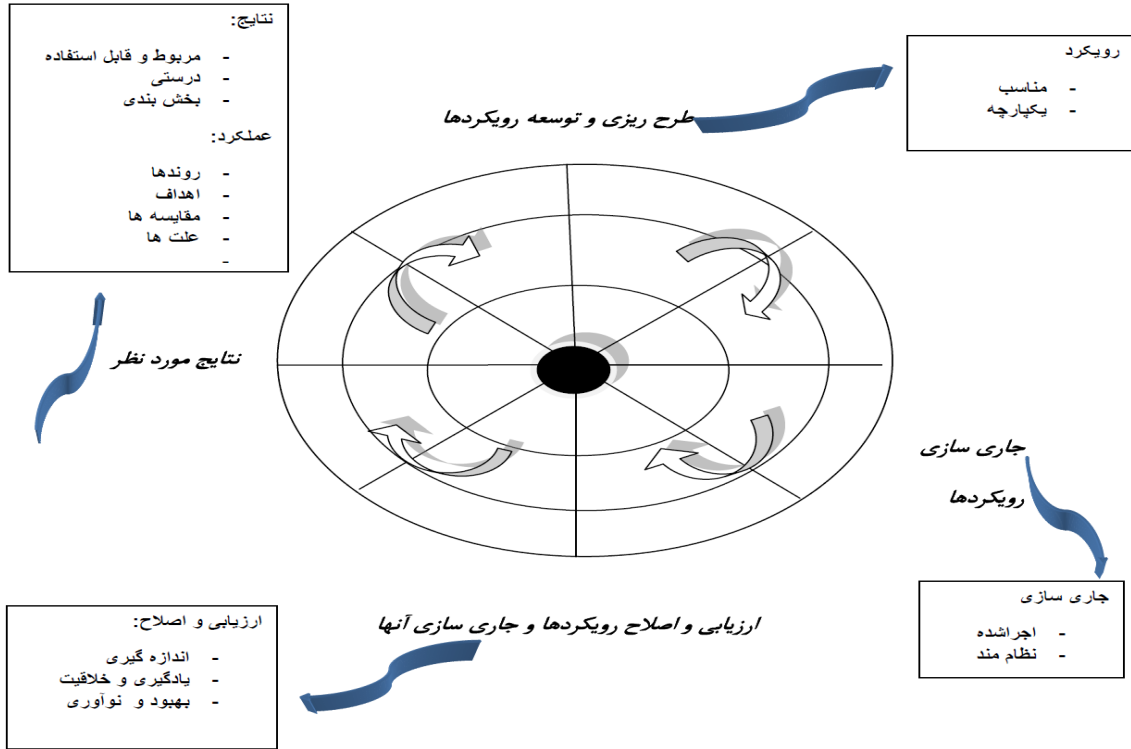 نتایج:
- مربوط و قابل استفاده
- درستی
- بخش بندی
عملکرد:
- روندها
- اهداف
- مقایسه ها
- علت ها
-
رویکرد
- مناسب
- یکپارچه
طرح ریزی و توسعه رویکردها
نتایج مورد نظر
جاری سازی
رویکردها
جاری سازی
- اجراشده
- نظام مند
ارزیابی و اصلاح رویکردها و جاری سازی آنها
ارزیابی و اصلاح:
- اندازه گیری
- یادگیری و خلاقیت
- بهبود و نوآوری